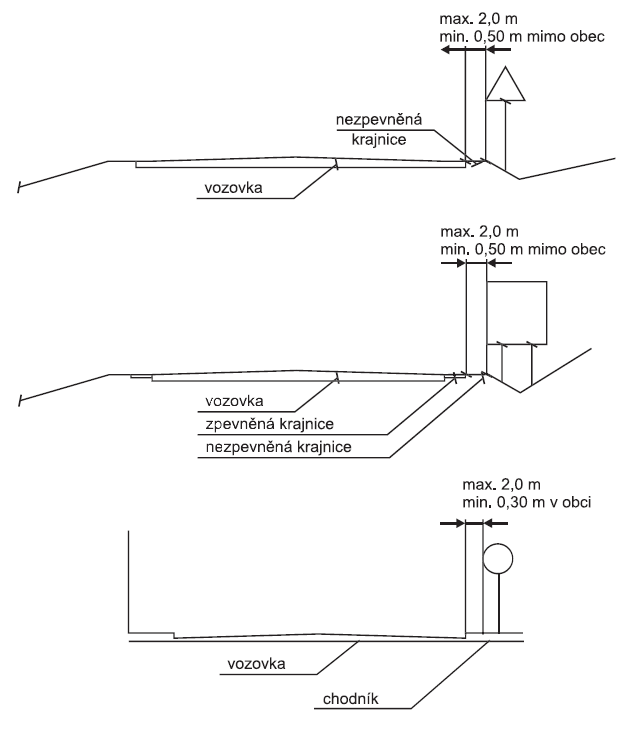 max. 2,0 m
min. 0,50 m mimo obec
nezpevněná
krajnice
vozovka
max. 2,0 m
min. 0,50 m mimo obec
vozovka
zpevněná krajnice
nezpevněná krajnice
max. 2,0 m
min. 0,30 m v obci
vozovka
chodník